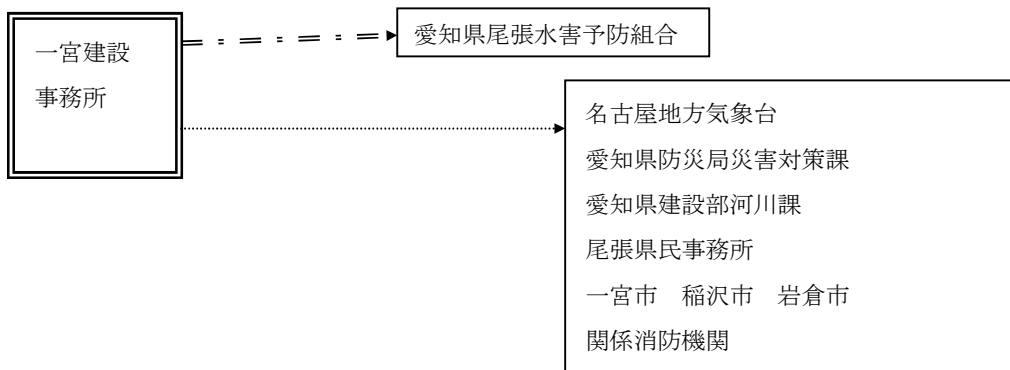 一宮建設
事務所
愛知県尾張水害予防組合
名古屋地方気象台
愛知県防災局災害対策課
愛知県建設部河川課
尾張県民事務所
一宮市　稲沢市　岩倉市
関係消防機関